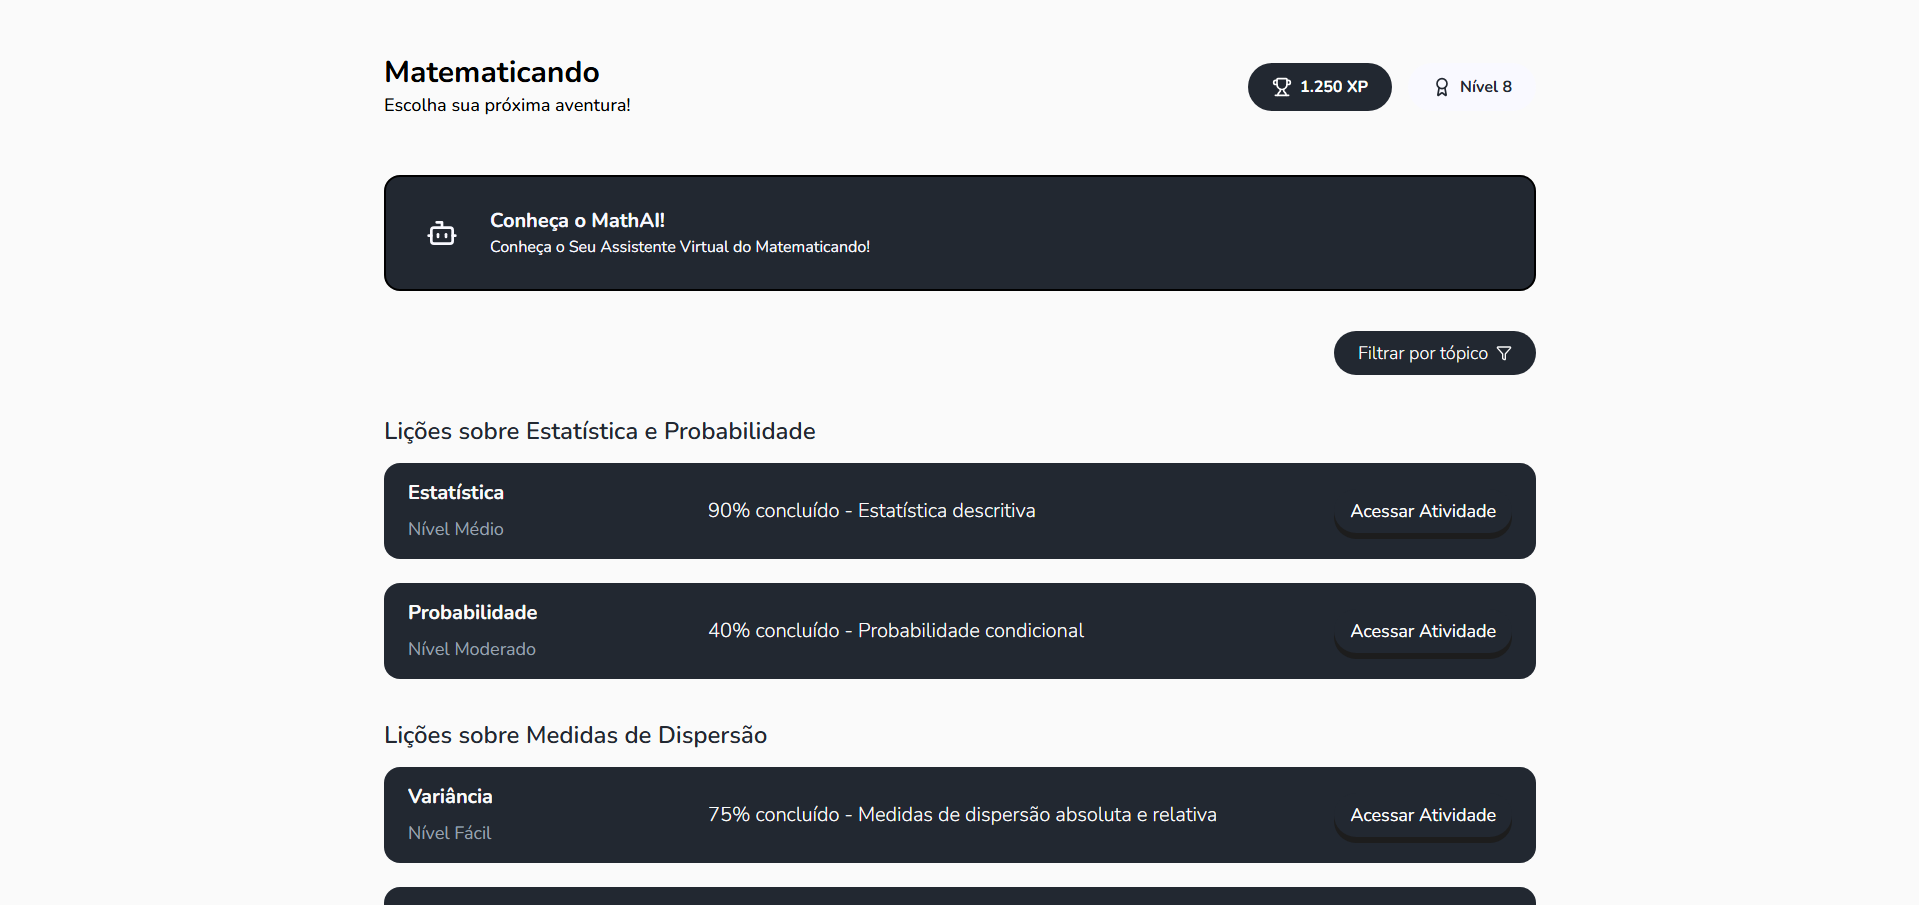 Matematicando
Escolha sua próxima aventura!
1.250 XP
Nível 8
Conheça o MathAI!
Conheça o Seu Assistente Virtual do Matematicando!
Filtrar por tópico
Lições sobre Estatística e Probabilidade
Estatística
Nível Médio
90% concluído - Estatística descritiva
Acessar Atividade
Probabilidade
Nível Moderado
40% concluído - Probabilidade condicional
Acessar Atividade
Lições sobre Medidas de Dispersão
Variância
Nível Fácil
75% concluído - Medidas de dispersão absoluta e relativa
Acessar Atividade